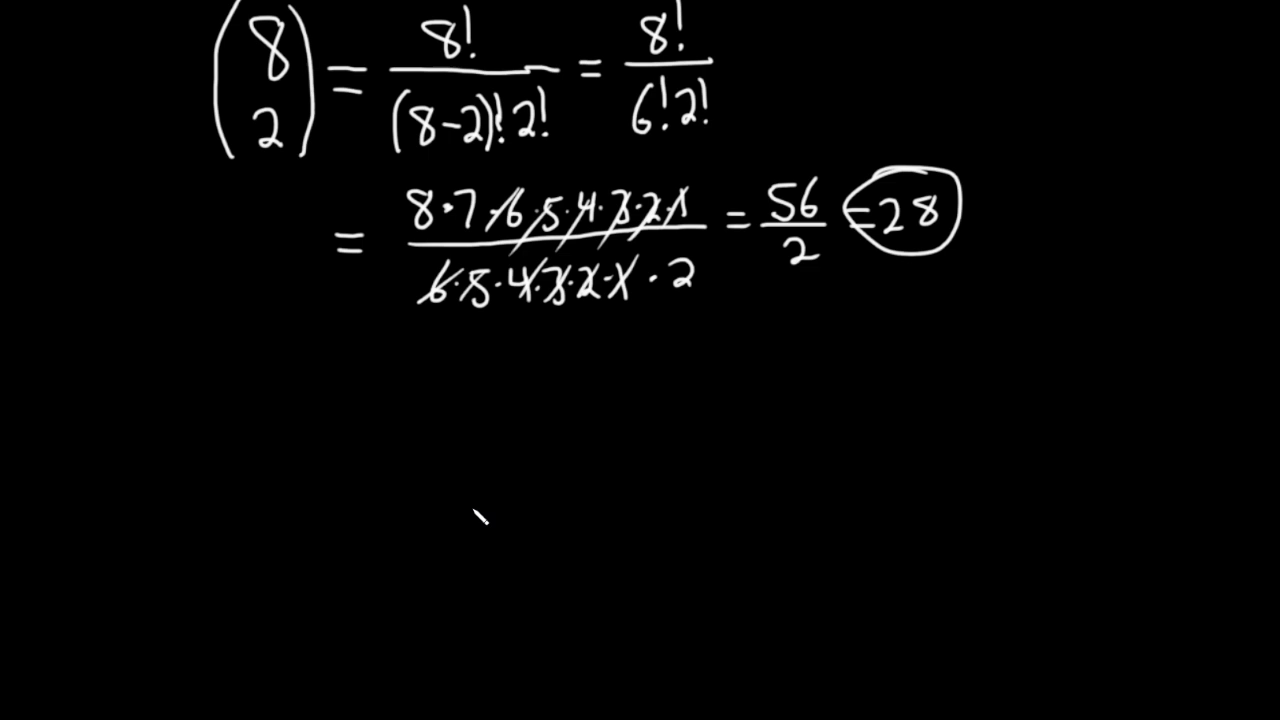 (8 2) = 8! / (8-2)! 2! = 8! / 6! 2!
= 8·7·6·5·4·3·2·1 / 6·5·4·3·2·1·2 = 56 / 2 = 28